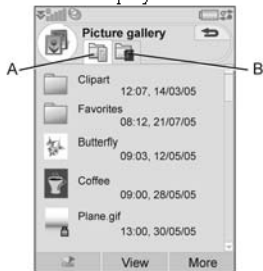 Picture gallery
A
B
Clipart
12:07, 14/03/05
Favorites
08:12, 21/07/05
Butterfly
09:03, 12/05/05
Coffee
09:00, 28/05/05
Plane.gif
13:00, 30/05/05
View More